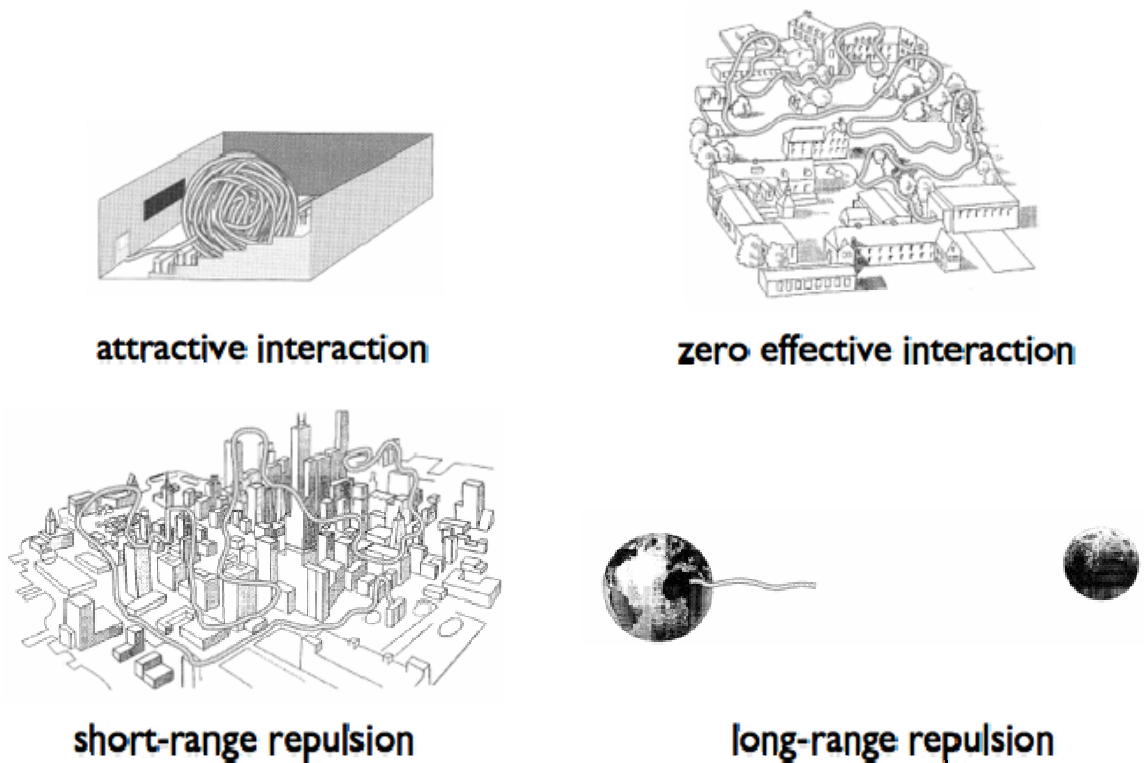 attractive interaction
zero effective interaction
short-range repulsion
long-range repulsion